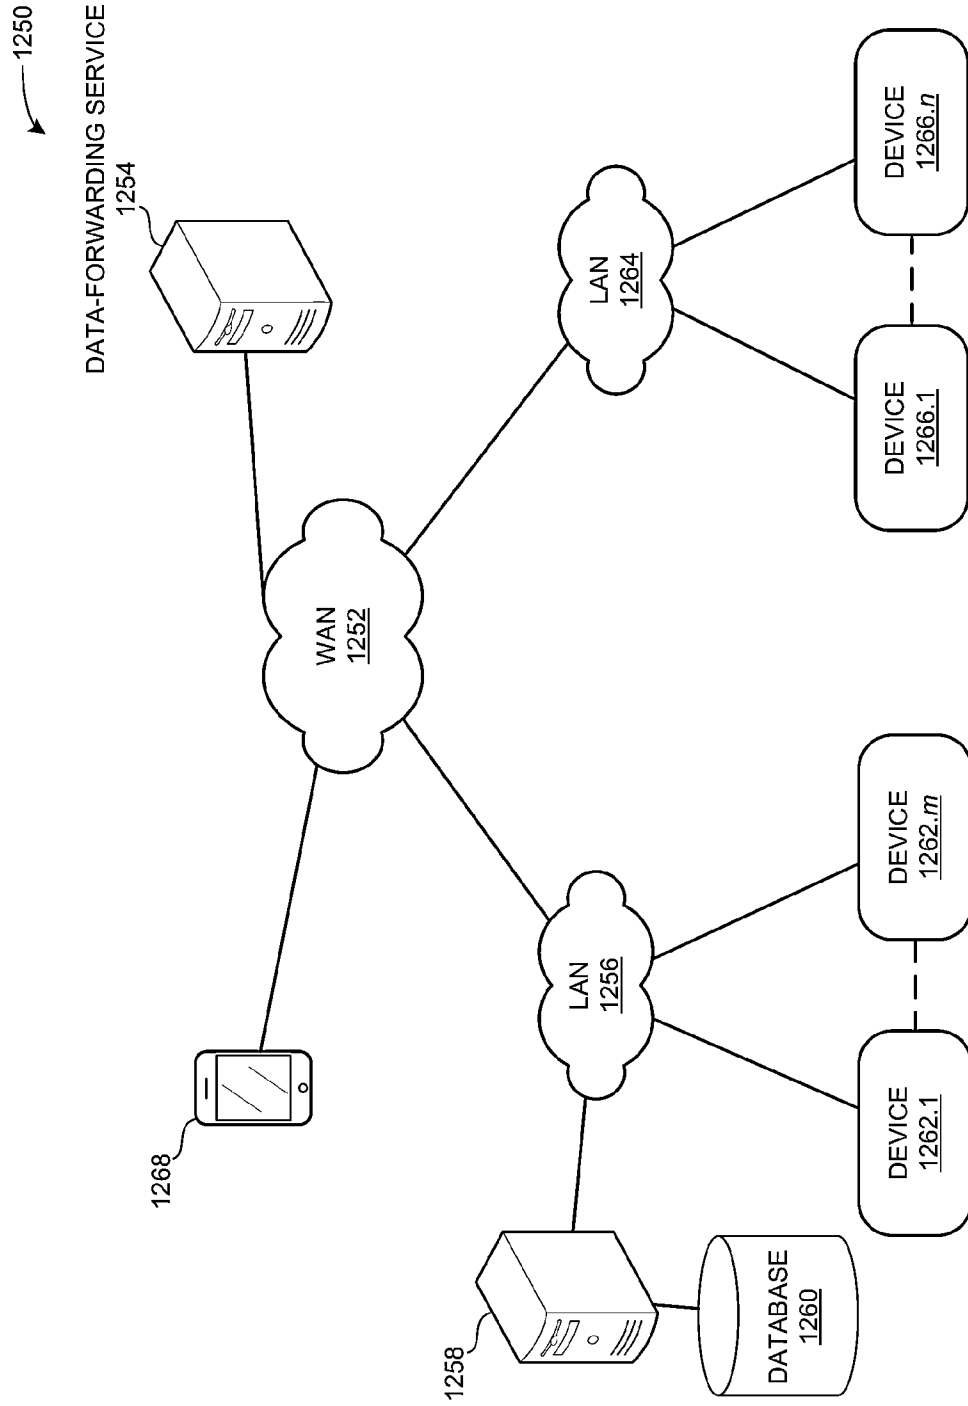 1250
DATA-FORWARDING SERVICE
1254
1268
WAN
1252
LAN
1264
LAN
1256
1258
DATABASE
1260
DEVICE
1262.1
DEVICE
1262.m
DEVICE
1266.1
DEVICE
1266.n